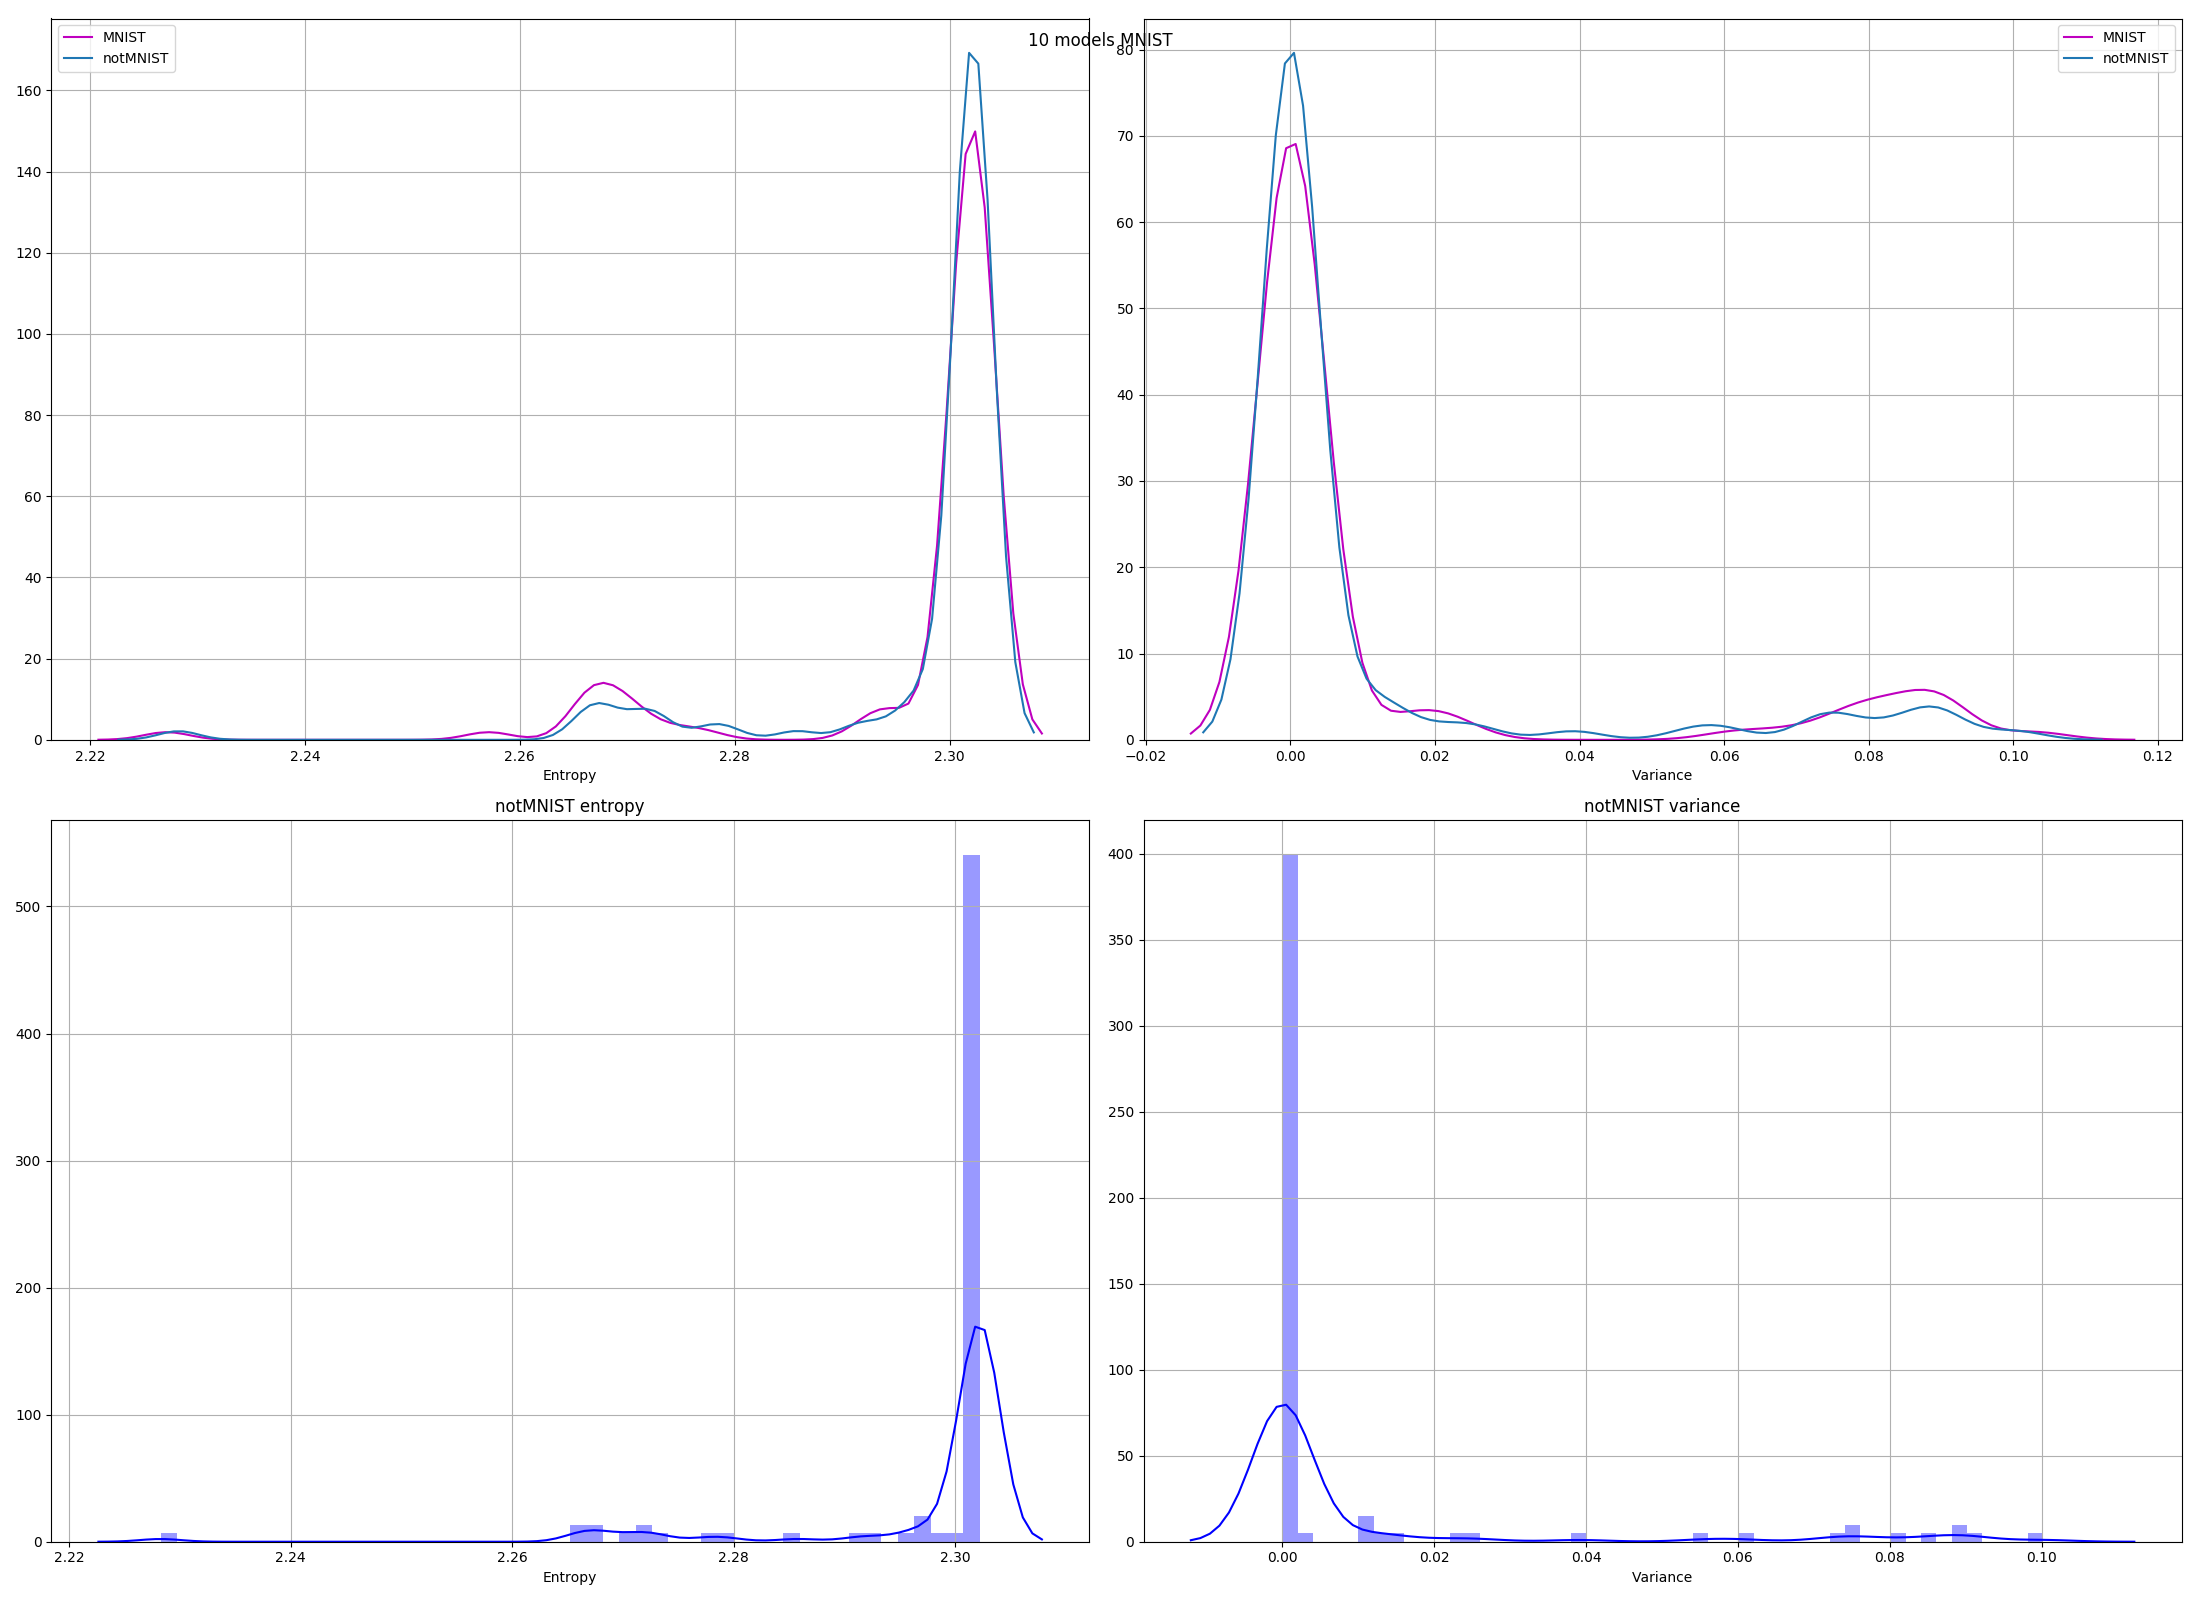 10 models MNIST
MNIST
notMNIST
160
140
120
100
80
60
40
20
0
2.22 2.24 2.26 2.28 2.30
Entropy
MNIST
notMNIST
80
70
60
50
40
30
20
10
0
−0.02 0.00 0.02 0.04 0.06 0.08 0.10 0.12
Variance
notMNIST entropy
500
400
300
200
100
0
2.22 2.24 2.26 2.28 2.30
Entropy
notMNIST variance
400
350
300
250
200
150
100
50
0
0.00 0.02 0.04 0.06 0.08 0.10
Variance